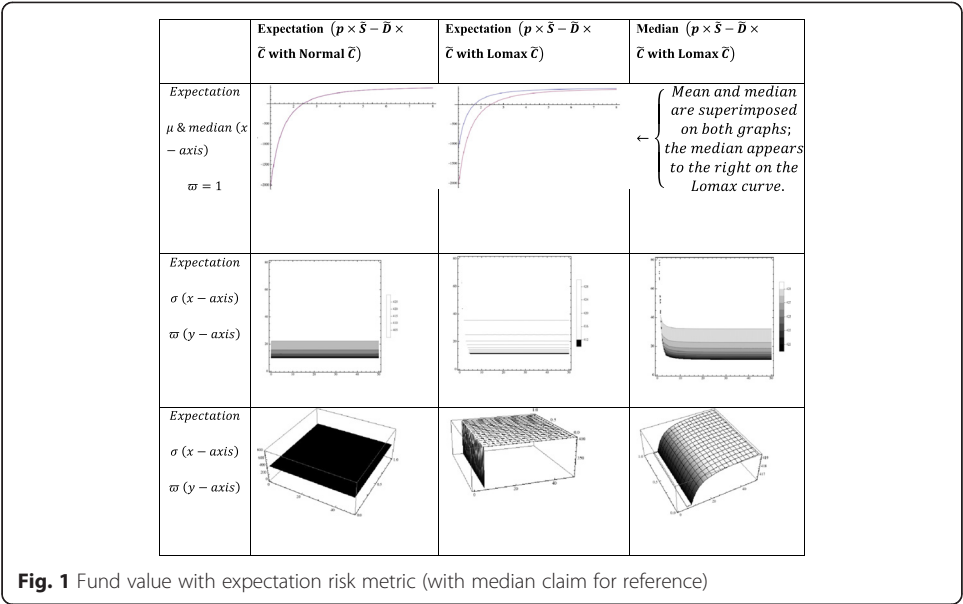 Expectation (p × S̃ − D̃ ×
C̃ with Normal C̃)
Expectation (p × S̃ − D̃ ×
C̃ with Lomax C̃)
Median (p × S̃ − D̃ ×
C̃ with Lomax C̃)
Expectation
μ & median (x
− axis)
ϖ = 1
← { Mean and median
are superimposed
on both graphs;
the median appears
to the right on the
Lomax curve.
Expectation
σ (x − axis)
ϖ (y − axis)
Expectation
σ (x − axis)
ϖ (y − axis)
Fig. 1 Fund value with expectation risk metric (with median claim for reference)